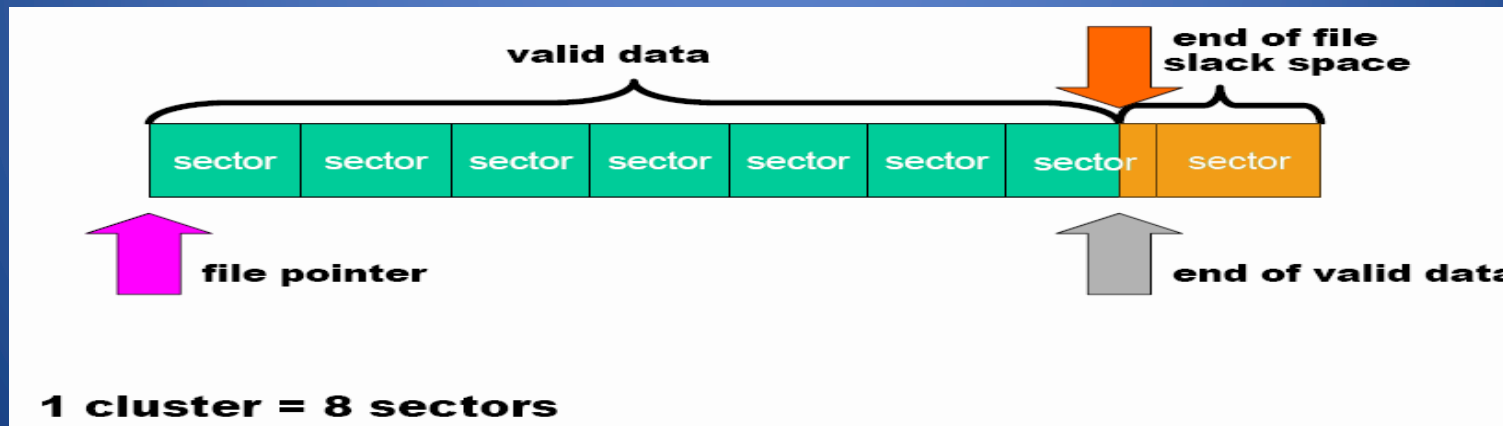 valid data
end of file
slack space
sector sector sector sector sector sector sector sector
file pointer
end of valid data
1 cluster = 8 sectors